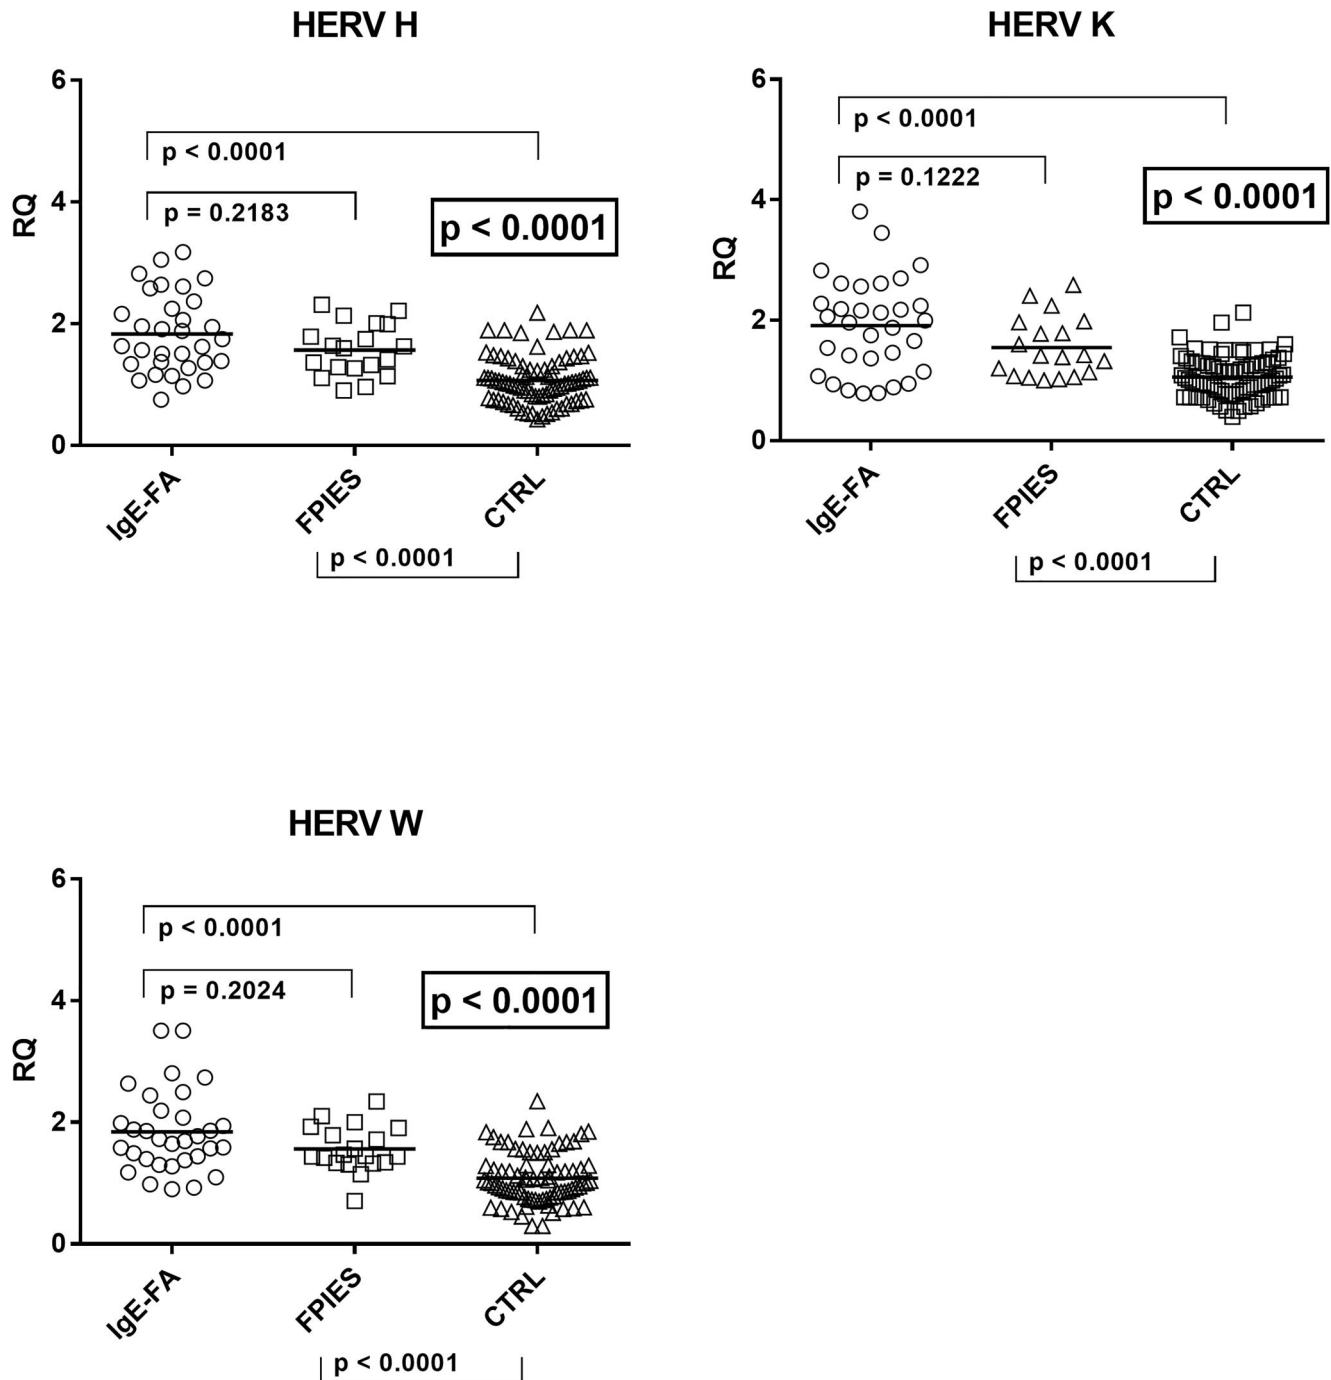 HERV H
6
4
2
0
RQ
p < 0.0001
p = 0.2183
p < 0.0001
IgE-FA
FPIES
CTRL
p < 0.0001
HERV K
6
4
2
0
RQ
p < 0.0001
p = 0.1222
p < 0.0001
IgE-FA
FPIES
CTRL
p < 0.0001
HERV W
6
4
2
0
RQ
p < 0.0001
p = 0.2024
p < 0.0001
IgE-FA
FPIES
CTRL
p < 0.0001